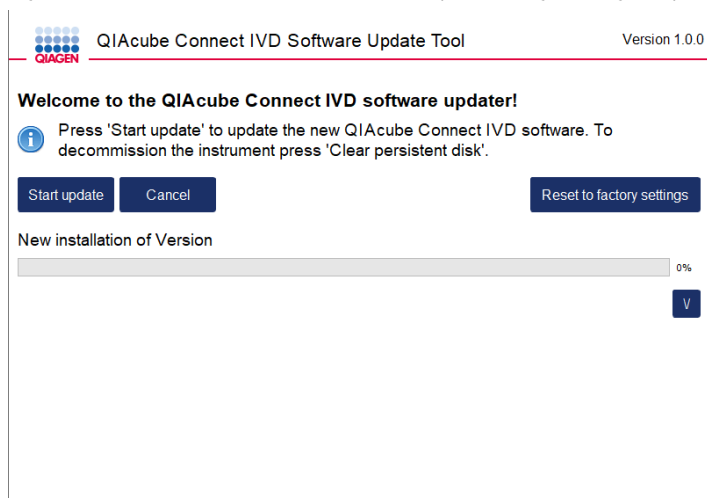 QIAGEN
QIAcube Connect IVD Software Update Tool
Version 1.0.0
Welcome to the QIAcube Connect IVD software updater!
Press 'Start update' to update the new QIAcube Connect IVD software. To
decommission the instrument press 'Clear persistent disk'.
Start update
Cancel
Reset to factory settings
New installation of Version
0%
V